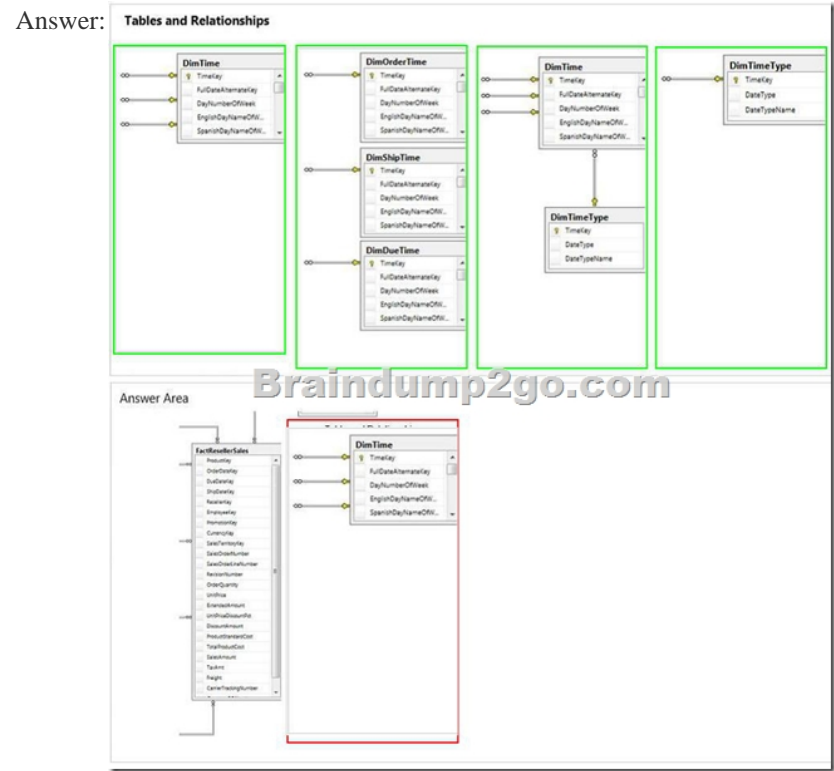 Answer:
Tables and Relationships
DimTime
TimeKey
FullDateAlternateKey
DayNumberOfWeek
EnglishDayNameOfW...
SpanishDayNameOfW...
DimOrderTime
TimeKey
FullDateAlternateKey
DayNumberOfWeek
EnglishDayNameOfW...
SpanishDayNameOfW...
DimShipTime
TimeKey
FullDateAlternateKey
DayNumberOfWeek
EnglishDayNameOfW...
SpanishDayNameOfW...
DimDueTime
TimeKey
FullDateAlternateKey
DayNumberOfWeek
EnglishDayNameOfW...
SpanishDayNameOfW...
DimTime
TimeKey
FullDateAlternateKey
DayNumberOfWeek
EnglishDayNameOfW...
SpanishDayNameOfW...
DimTimeType
TimeKey
DateType
DateTypeName
DimTimeType
TimeKey
DateType
DateTypeName
Braindump2go.com
Answer Area
FactResellerSales
ProductKey
OrderDateKey
DueDateKey
ShipDateKey
ResellerKey
EmployeeKey
PromotionKey
CurrencyKey
SalesTerritoryKey
SalesOrderNumber
SalesOrderLineNumber
RevisionNumber
OrderQuantity
UnitPrice
ExtendedAmount
UnitPriceDiscountPct
DiscountAmount
ProductStandardCost
TotalProductCost
SalesAmount
TaxAmt
Freight
CarrierTrackingNumber
DimTime
TimeKey
FullDateAlternateKey
DayNumberOfWeek
EnglishDayNameOfW...
SpanishDayNameOfW...